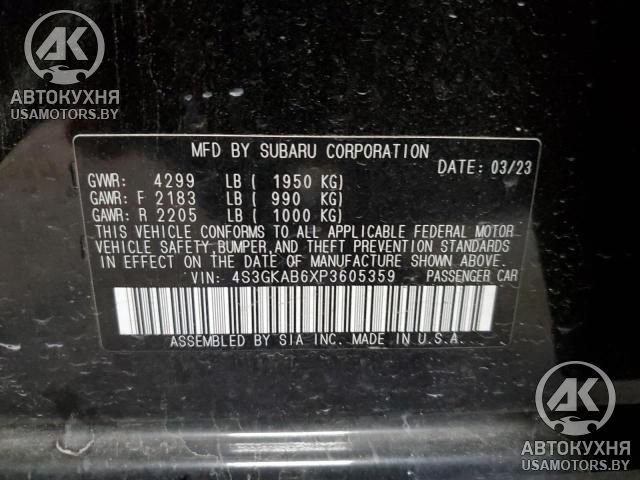 AK
АВТОКУХНЯ
USAMOTORS.BY
MFD BY SUBARU CORPORATION
DATE: 03/23
GVWR: 4299 LB ( 1950 KG)
GAWR: F 2183 LB ( 990 KG)
GAWR: R 2205 LB ( 1000 KG)
THIS VEHICLE CONFORMS TO ALL APPLICABLE FEDERAL MOTOR
VEHICLE SAFETY, BUMPER, AND THEFT PREVENTION STANDARDS
IN EFFECT ON THE DATE OF MANUFACTURE SHOWN ABOVE.
VIN: 4S3GKAB6XP3605359 PASSENGER CAR
ASSEMBLED BY SIA INC. MADE IN U.S.A.
AK
АВТОКУХНЯ
USAMOTORS.BY